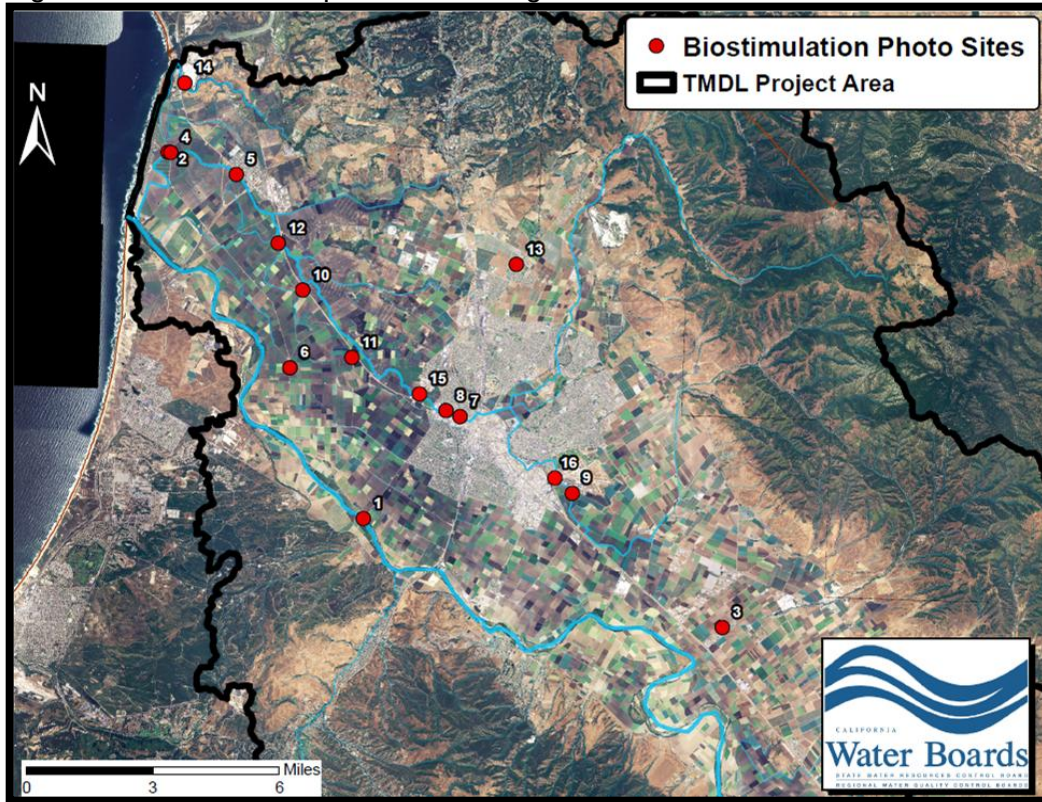 Biostimulation Photo Sites
TMDL Project Area
N
14
4
2
5
12
13
10
11
6
15
8
7
16
9
1
3
Miles
0
3
6
CALIFORNIA
Water Boards
STATE WATER RESOURCES CONTROL BOARD
REGIONAL WATER QUALITY CONTROL BOARDS